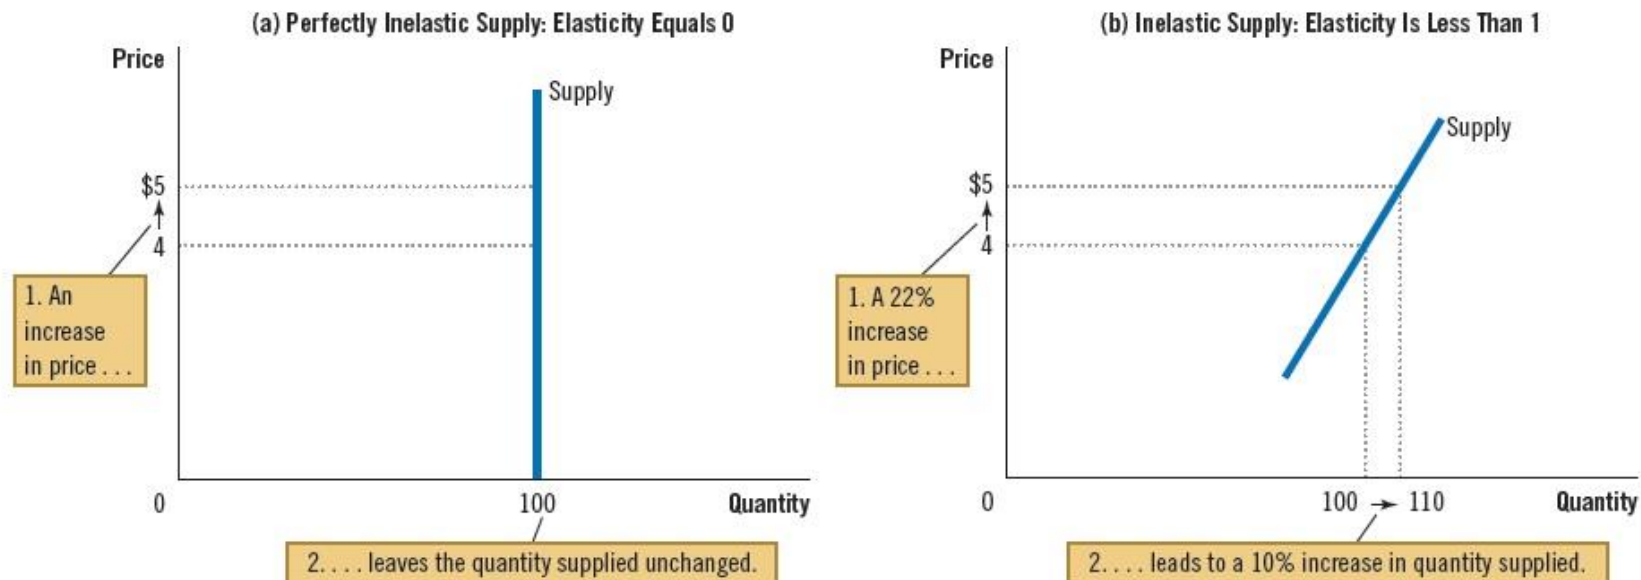 (a) Perfectly Inelastic Supply: Elasticity Equals 0
Price
Supply
$5
4
1. An
increase
in price . . .
0
100
Quantity
2. . . . leaves the quantity supplied unchanged.
(b) Inelastic Supply: Elasticity Is Less Than 1
Price
Supply
$5
4
1. A 22%
increase
in price . . .
0
100 → 110
Quantity
2. . . . leads to a 10% increase in quantity supplied.